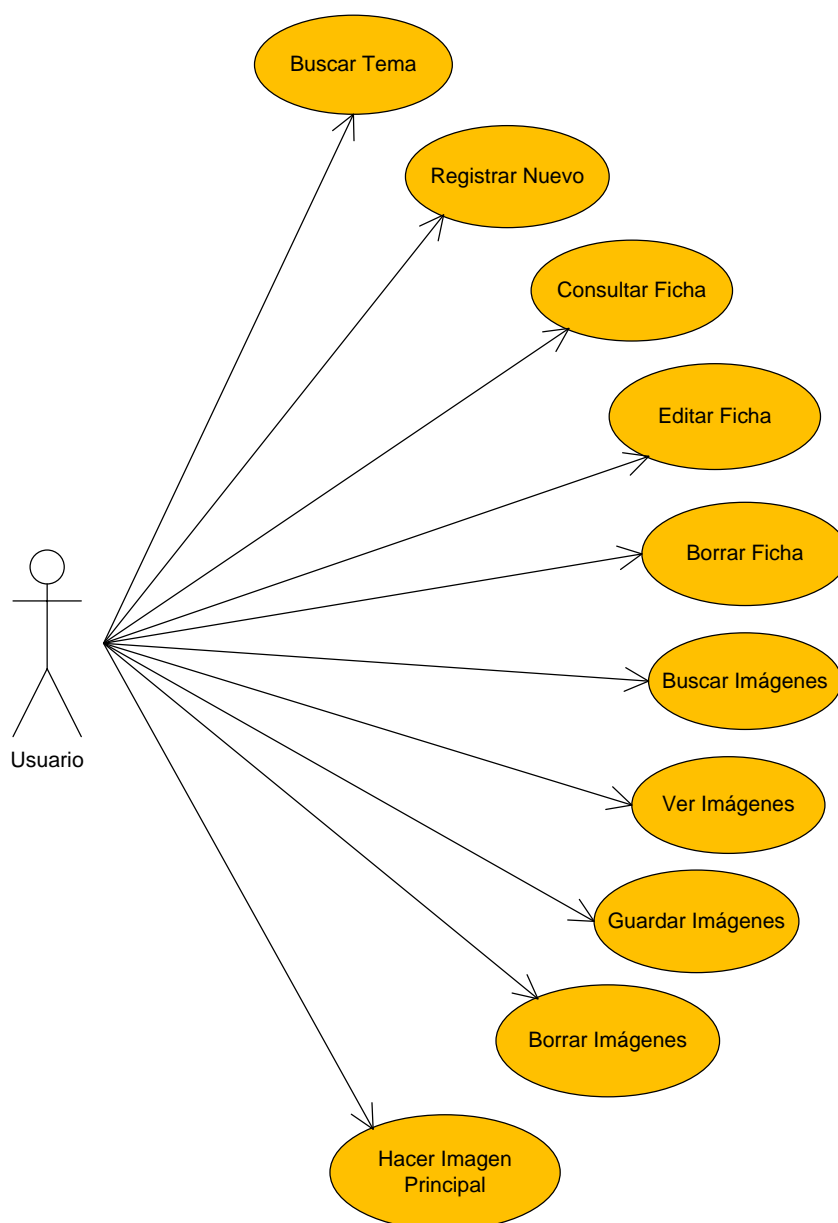 Buscar Tema
Registrar Nuevo
Consultar Ficha
Editar Ficha
Borrar Ficha
Buscar Imágenes
Usuario
Ver Imágenes
Guardar Imágenes
Borrar Imágenes
Hacer Imagen
Principal